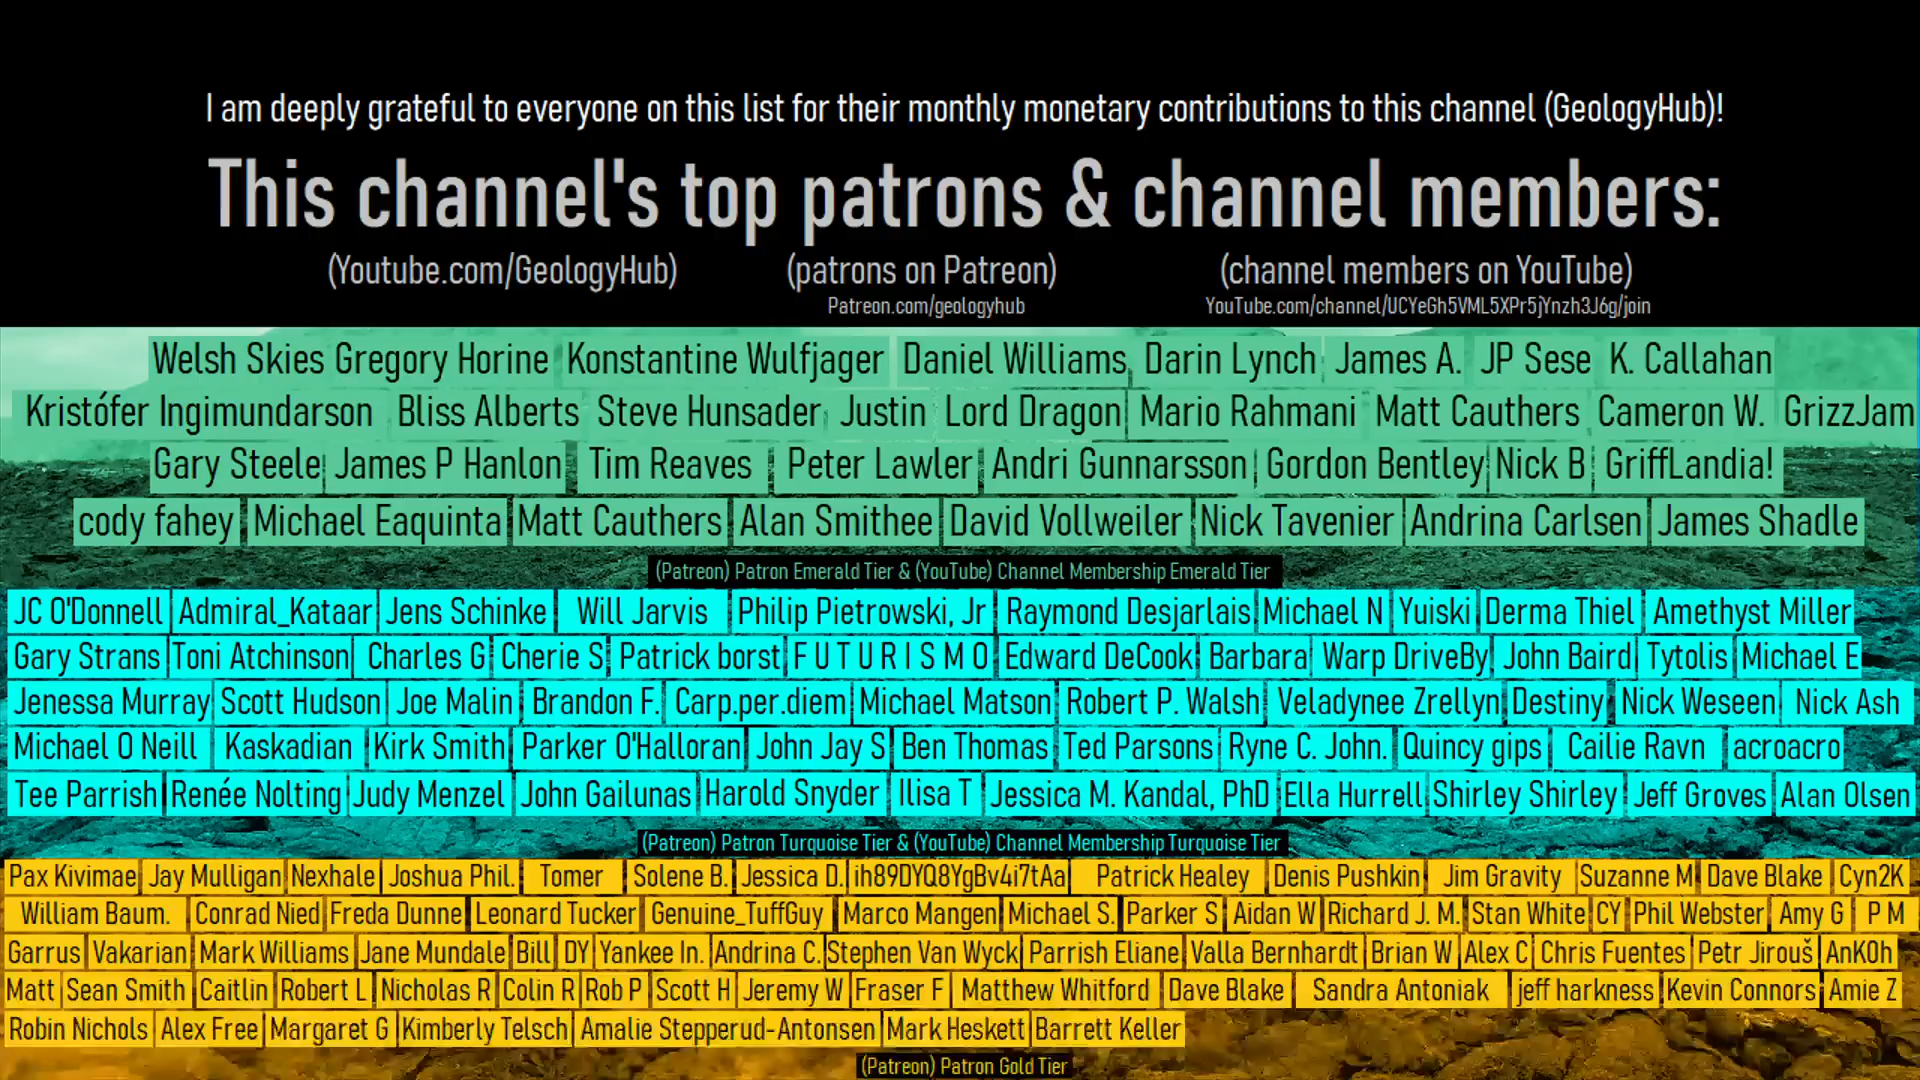 I am deeply grateful to everyone on this list for their monthly monetary contributions to this channel (GeologyHub)!
This channel's top patrons & channel members:
(Youtube.com/GeologyHub) (patrons on Patreon) (channel members on YouTube)
Patreon.com/geologyhub YouTube.com/channel/UCYeGh5VML5XPr5jYnzh3J6g/join
Welsh Skies Gregory Horine Konstantine Wulfjager Daniel Williams Darin Lynch James A. JP Sese K. Callahan
Kristófer Ingimundarson Bliss Alberts Steve Hunsader Justin Lord Dragon Mario Rahmani Matt Cauthers Cameron W. GrizzJam
Gary Steele James P Hanlon Tim Reaves Peter Lawler Andri Gunnarsson Gordon Bentley Nick B GriffLandia!
cody fahey Michael Eaquinta Matt Cauthers Alan Smithee David Vollweiler Nick Tavenier Andrina Carlsen James Shadle
(Patreon) Patron Emerald Tier & (YouTube) Channel Membership Emerald Tier
JC O'Donnell Admiral_Kataar Jens Schinke Will Jarvis Philip Pietrowski, Jr Raymond Desjarlais Michael N Yuiski Derma Thiel Amethyst Miller
Gary Strans Toni Atchinson Charles G Cherie S Patrick borst F U T U R I S M O Edward DeCook Barbara Warp DriveBy John Baird Tytolis Michael E
Jenessa Murray Scott Hudson Joe Malin Brandon F. Carp.per.diem Michael Matson Robert P. Walsh Veladynee Zrellyn Destiny Nick Weseen Nick Ash
Michael O Neill Kaskadian Kirk Smith Parker O'Halloran John Jay S Ben Thomas Ted Parsons Ryne C. John. Quincy gips Cailie Ravn acroacro
Tee Parrish Renée Nolting Judy Menzel John Gailunas Harold Snyder Ilisa T Jessica M. Kandal, PhD Ella Hurrell Shirley Shirley Jeff Groves Alan Olsen
(Patreon) Patron Turquoise Tier & (YouTube) Channel Membership Turquoise Tier
Pax Kivimae Jay Mulligan Nexhale Joshua Phil. Tomer Solene B. Jessica D. ih89DYQ8YgBv4i7tAa Patrick Healey Denis Pushkin Jim Gravity Suzanne M Dave Blake Cyn2K
William Baum. Conrad Nied Freda Dunne Leonard Tucker Genuine_TuffGuy Marco Mangen Michael S. Parker S Aidan W Richard J. M. Stan White CY Phil Webster Amy G P M
Garrus Vakarian Mark Williams Jane Mundale Bill DY Yankee In. Andrina C. Stephen Van Wyck Parrish Eliane Valla Bernhardt Brian W Alex C Chris Fuentes Petr Jirouš AnK0h
Matt Sean Smith Caitlin Robert L Nicholas R Colin R Rob P Scott H Jeremy W Fraser F Matthew Whitford Dave Blake Sandra Antoniak jeff harkness Kevin Connors Amie Z
Robin Nichols Alex Free Margaret G Kimberly Telsch Amalie Stepperud-Antonsen Mark Heskett Barrett Keller
(Patreon) Patron Gold Tier